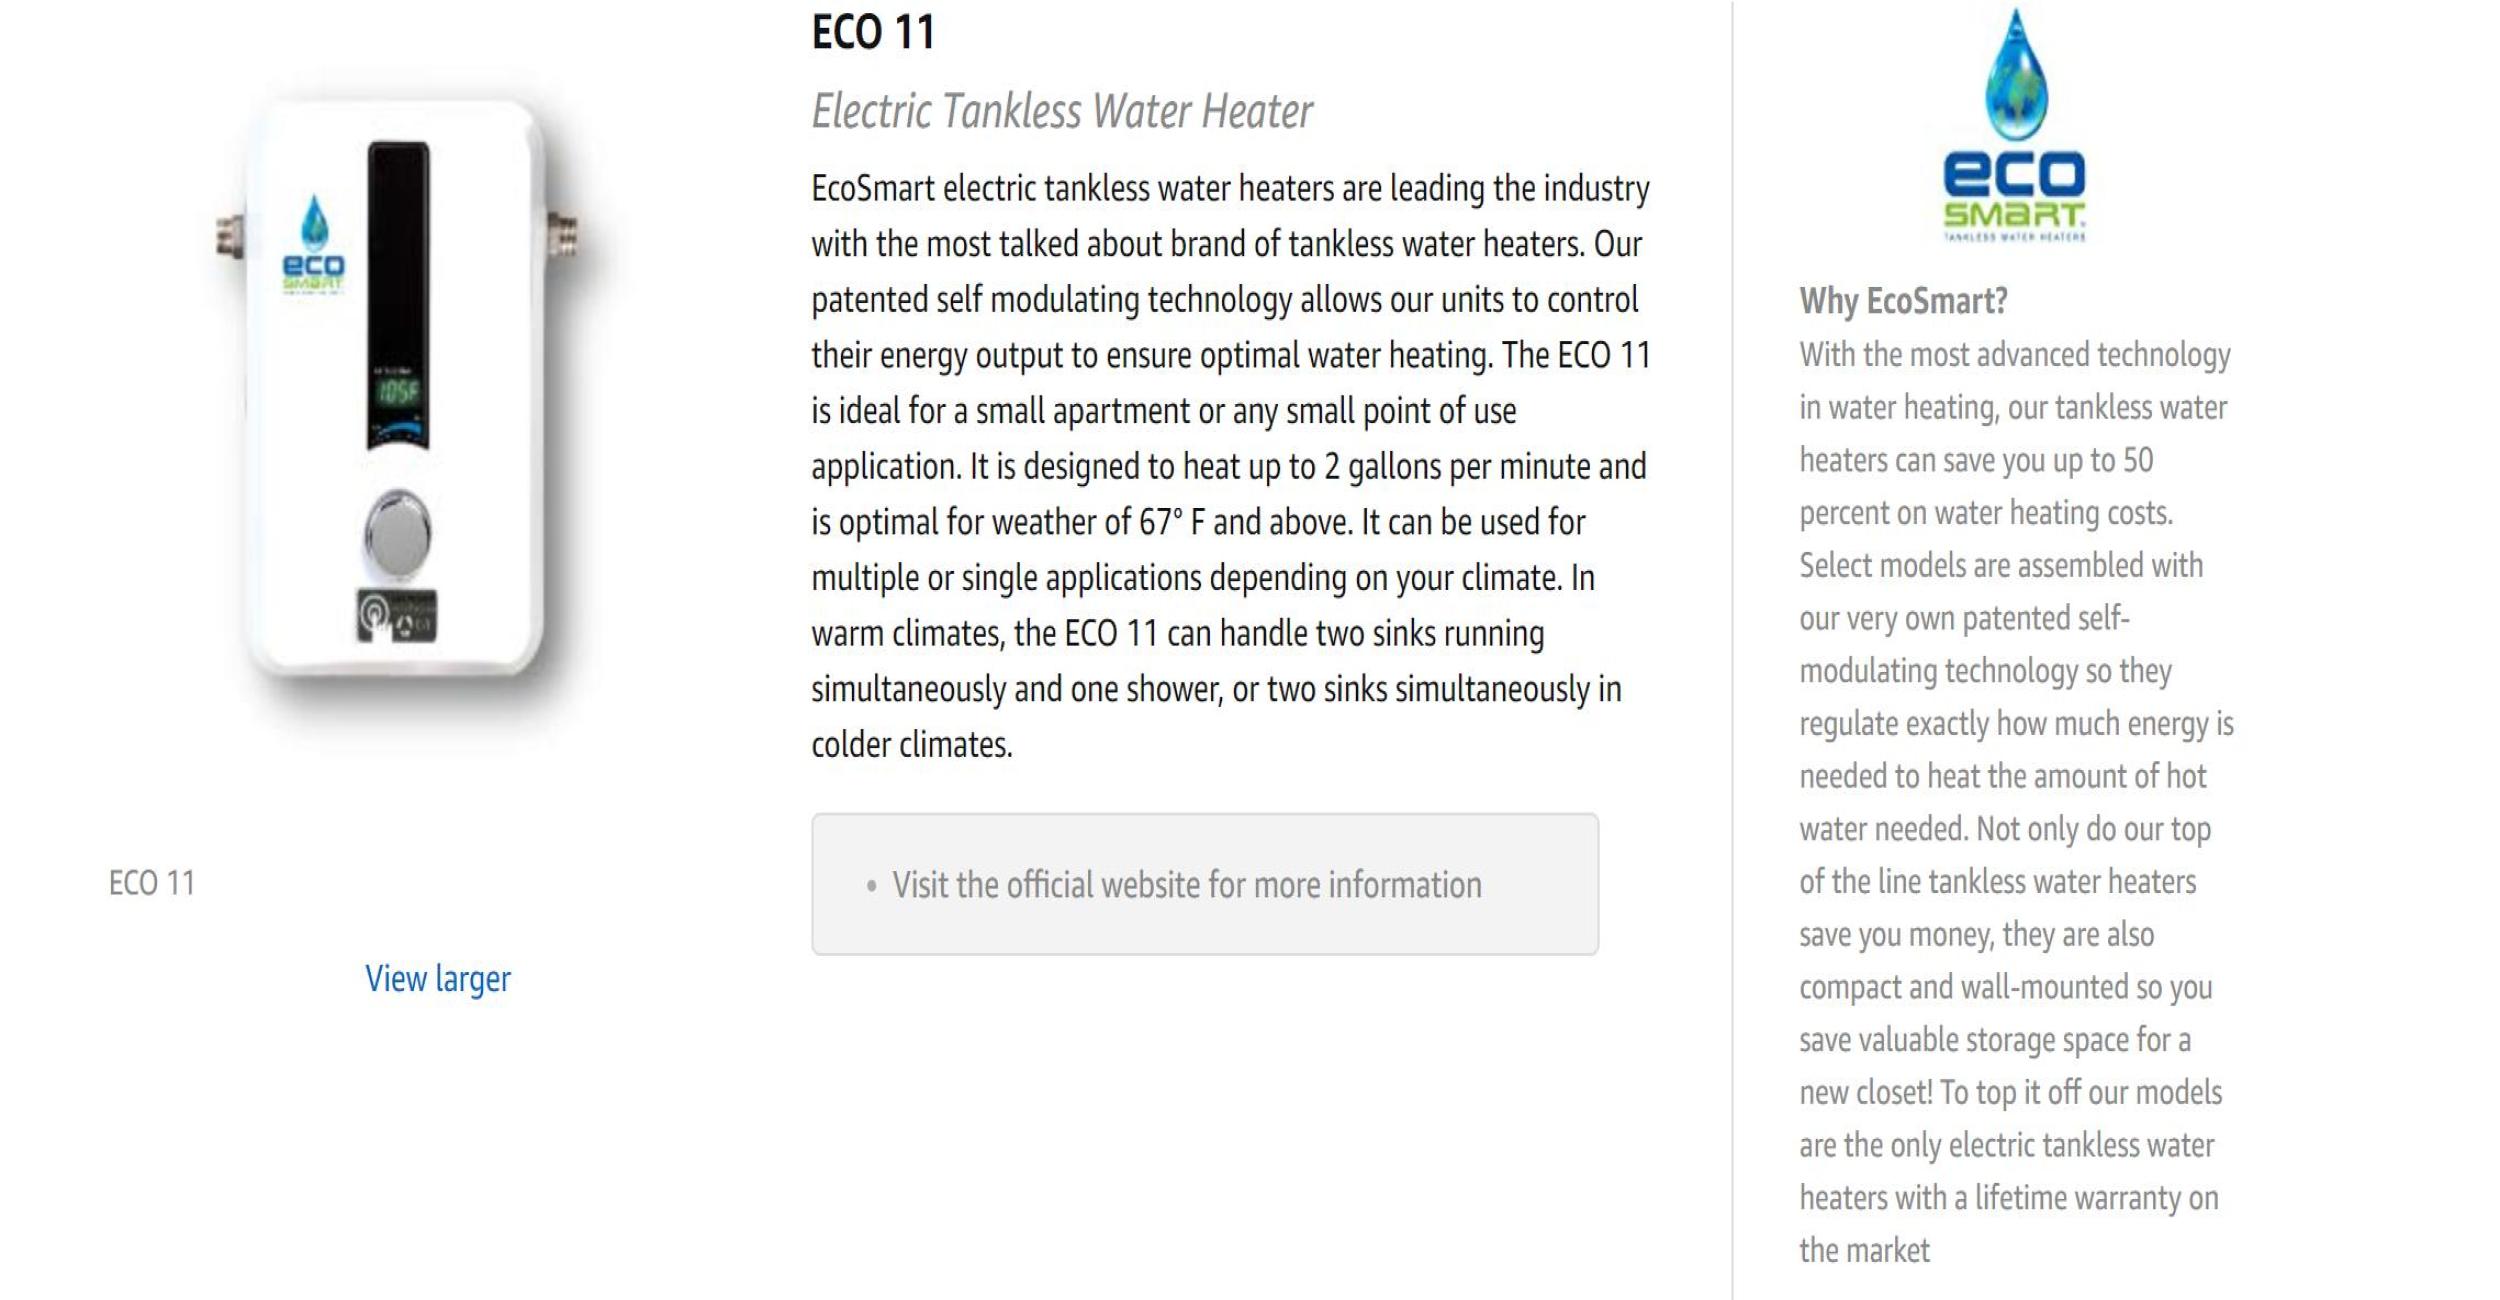 eco
SMART
105F
ECO 11
View larger
ECO 11
Electric Tankless Water Heater
EcoSmart electric tankless water heaters are leading the industry
with the most talked about brand of tankless water heaters. Our
patented self modulating technology allows our units to control
their energy output to ensure optimal water heating. The ECO 11
is ideal for a small apartment or any small point of use
application. It is designed to heat up to 2 gallons per minute and
is optimal for weather of 67° F and above. It can be used for
multiple or single applications depending on your climate. In
warm climates, the ECO 11 can handle two sinks running
simultaneously and one shower, or two sinks simultaneously in
colder climates.
• Visit the official website for more information
eco
SMART
TANKLESS WATER HEATERS
Why EcoSmart?
With the most advanced technology
in water heating, our tankless water
heaters can save you up to 50
percent on water heating costs.
Select models are assembled with
our very own patented self-
modulating technology so they
regulate exactly how much energy is
needed to heat the amount of hot
water needed. Not only do our top
of the line tankless water heaters
save you money, they are also
compact and wall-mounted so you
save valuable storage space for a
new closet! To top it off our models
are the only electric tankless water
heaters with a lifetime warranty on
the market